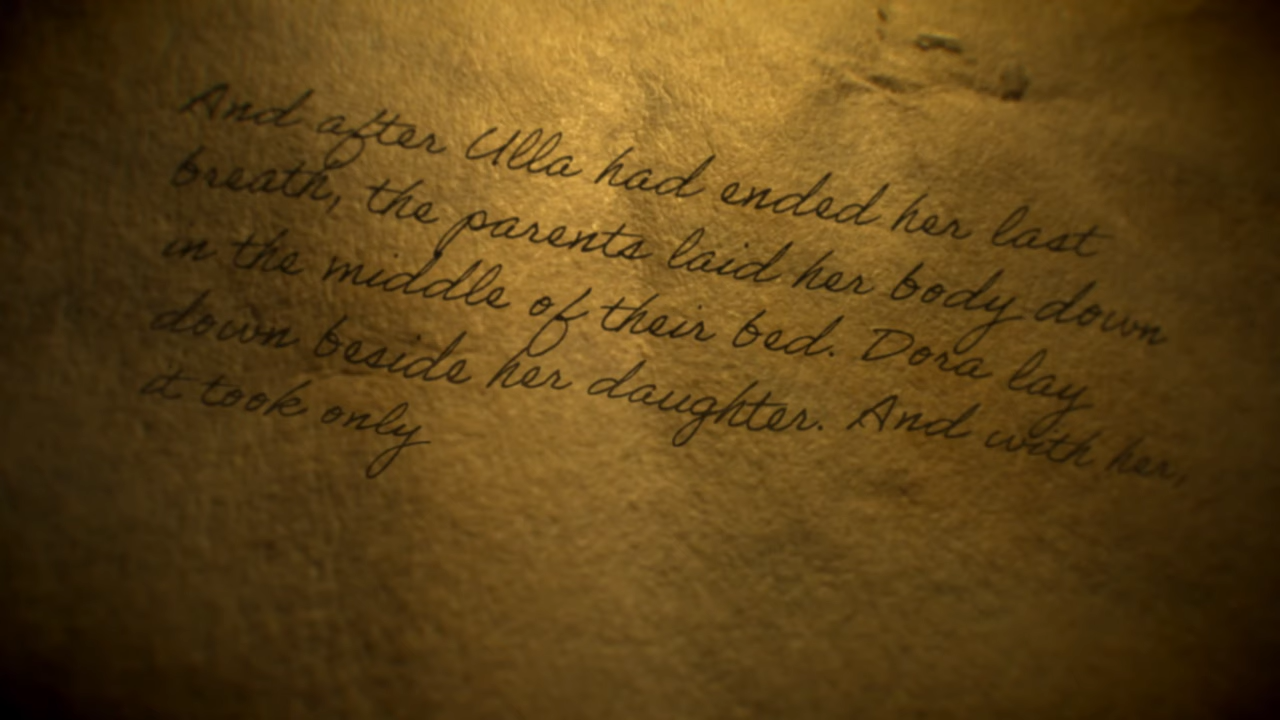 And after Ulla had ended her last
breath, the parents laid her body down
in the middle of their bed. Dora lay
down beside her daughter. And with her,
it took only